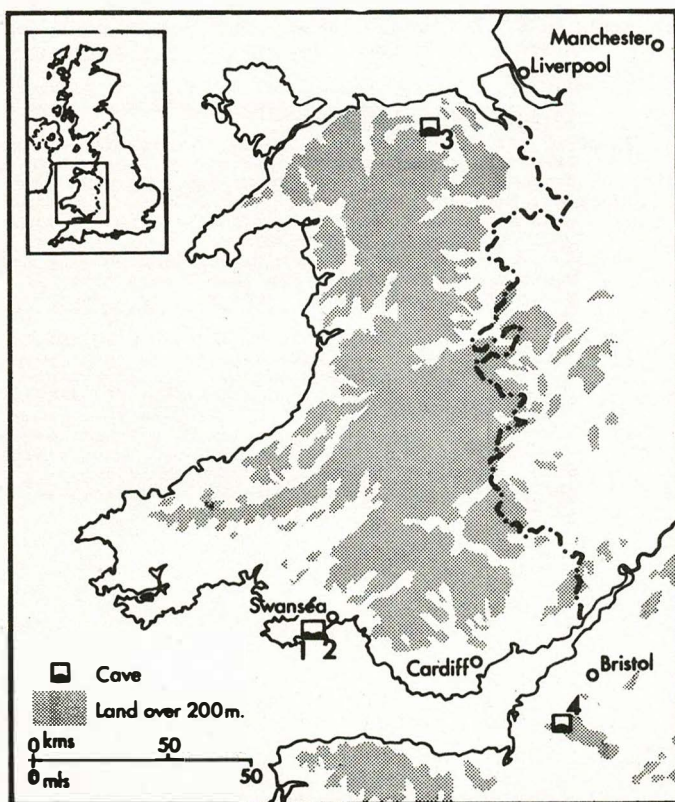 Manchester
Liverpool
3
Swansea
1 2
Cardiff
Bristol
4
Cave
Land over 200m.
0 kms 50
0 mls 50